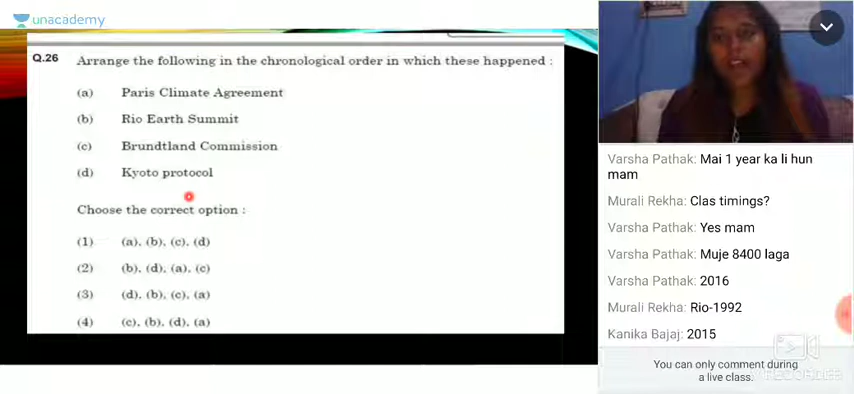 unacademy
Q.26 Arrange the following in the chronological order in which these happened :
(a) Paris Climate Agreement
(b) Rio Earth Summit
(c) Brundtland Commission
(d) Kyoto protocol
Choose the correct option :
(1) (a), (b), (c), (d)
(2) (b), (d), (a), (c)
(3) (d), (b), (c), (a)
(4) (c), (b), (d), (a)
Varsha Pathak: Mai 1 year ka li hun
mam
Murali Rekha: Clas timings?
Varsha Pathak: Yes mam
Varsha Pathak: Muje 8400 laga
Varsha Pathak: 2016
Murali Rekha: Rio-1992
Kanika Bajaj: 2015
You can only comment during
a live class.